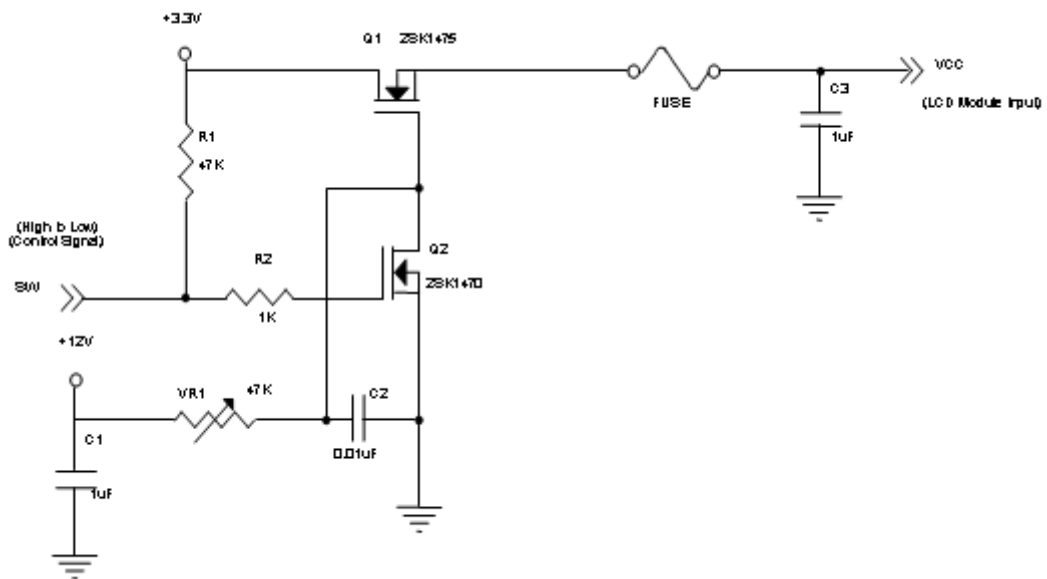 +3.3V
Q1 2SK1475
FUSE
VCC
(LCD Module Input)
C3
1uF
R1
47K
(High to Low)
(Control Signal)
SW
R2
1K
Q2
2SK1470
+12V
VR1
47K
C1
1uF
C2
0.01uF